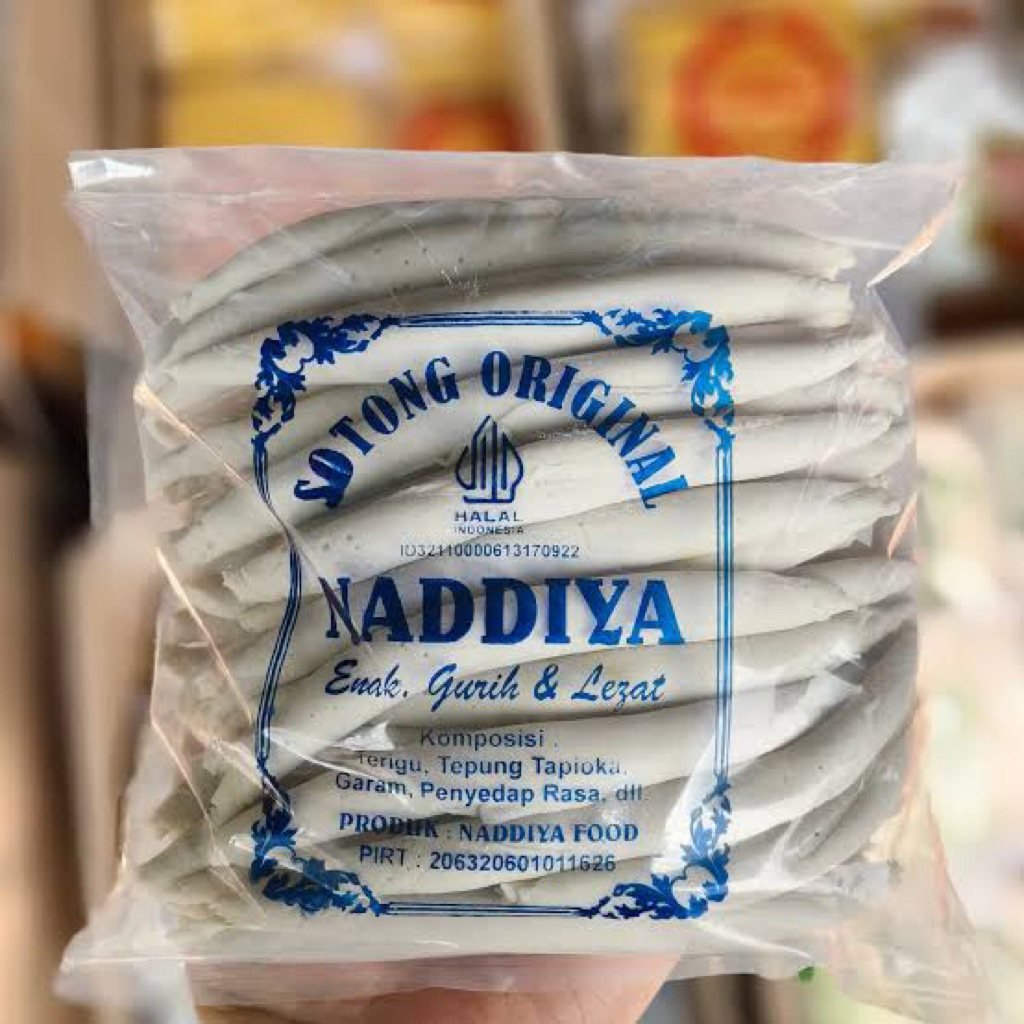 SOTONG ORIGINAL
HALAL
INDONESIA
ID32110000613170922
NADDIYA
Enak, Gurih & Lezat
Komposisi :
Terigu, Tepung Tapioka,
Garam, Penyedap Rasa, dll.
PRODUK : NADDIYA FOOD
PIRT : 206320601011626